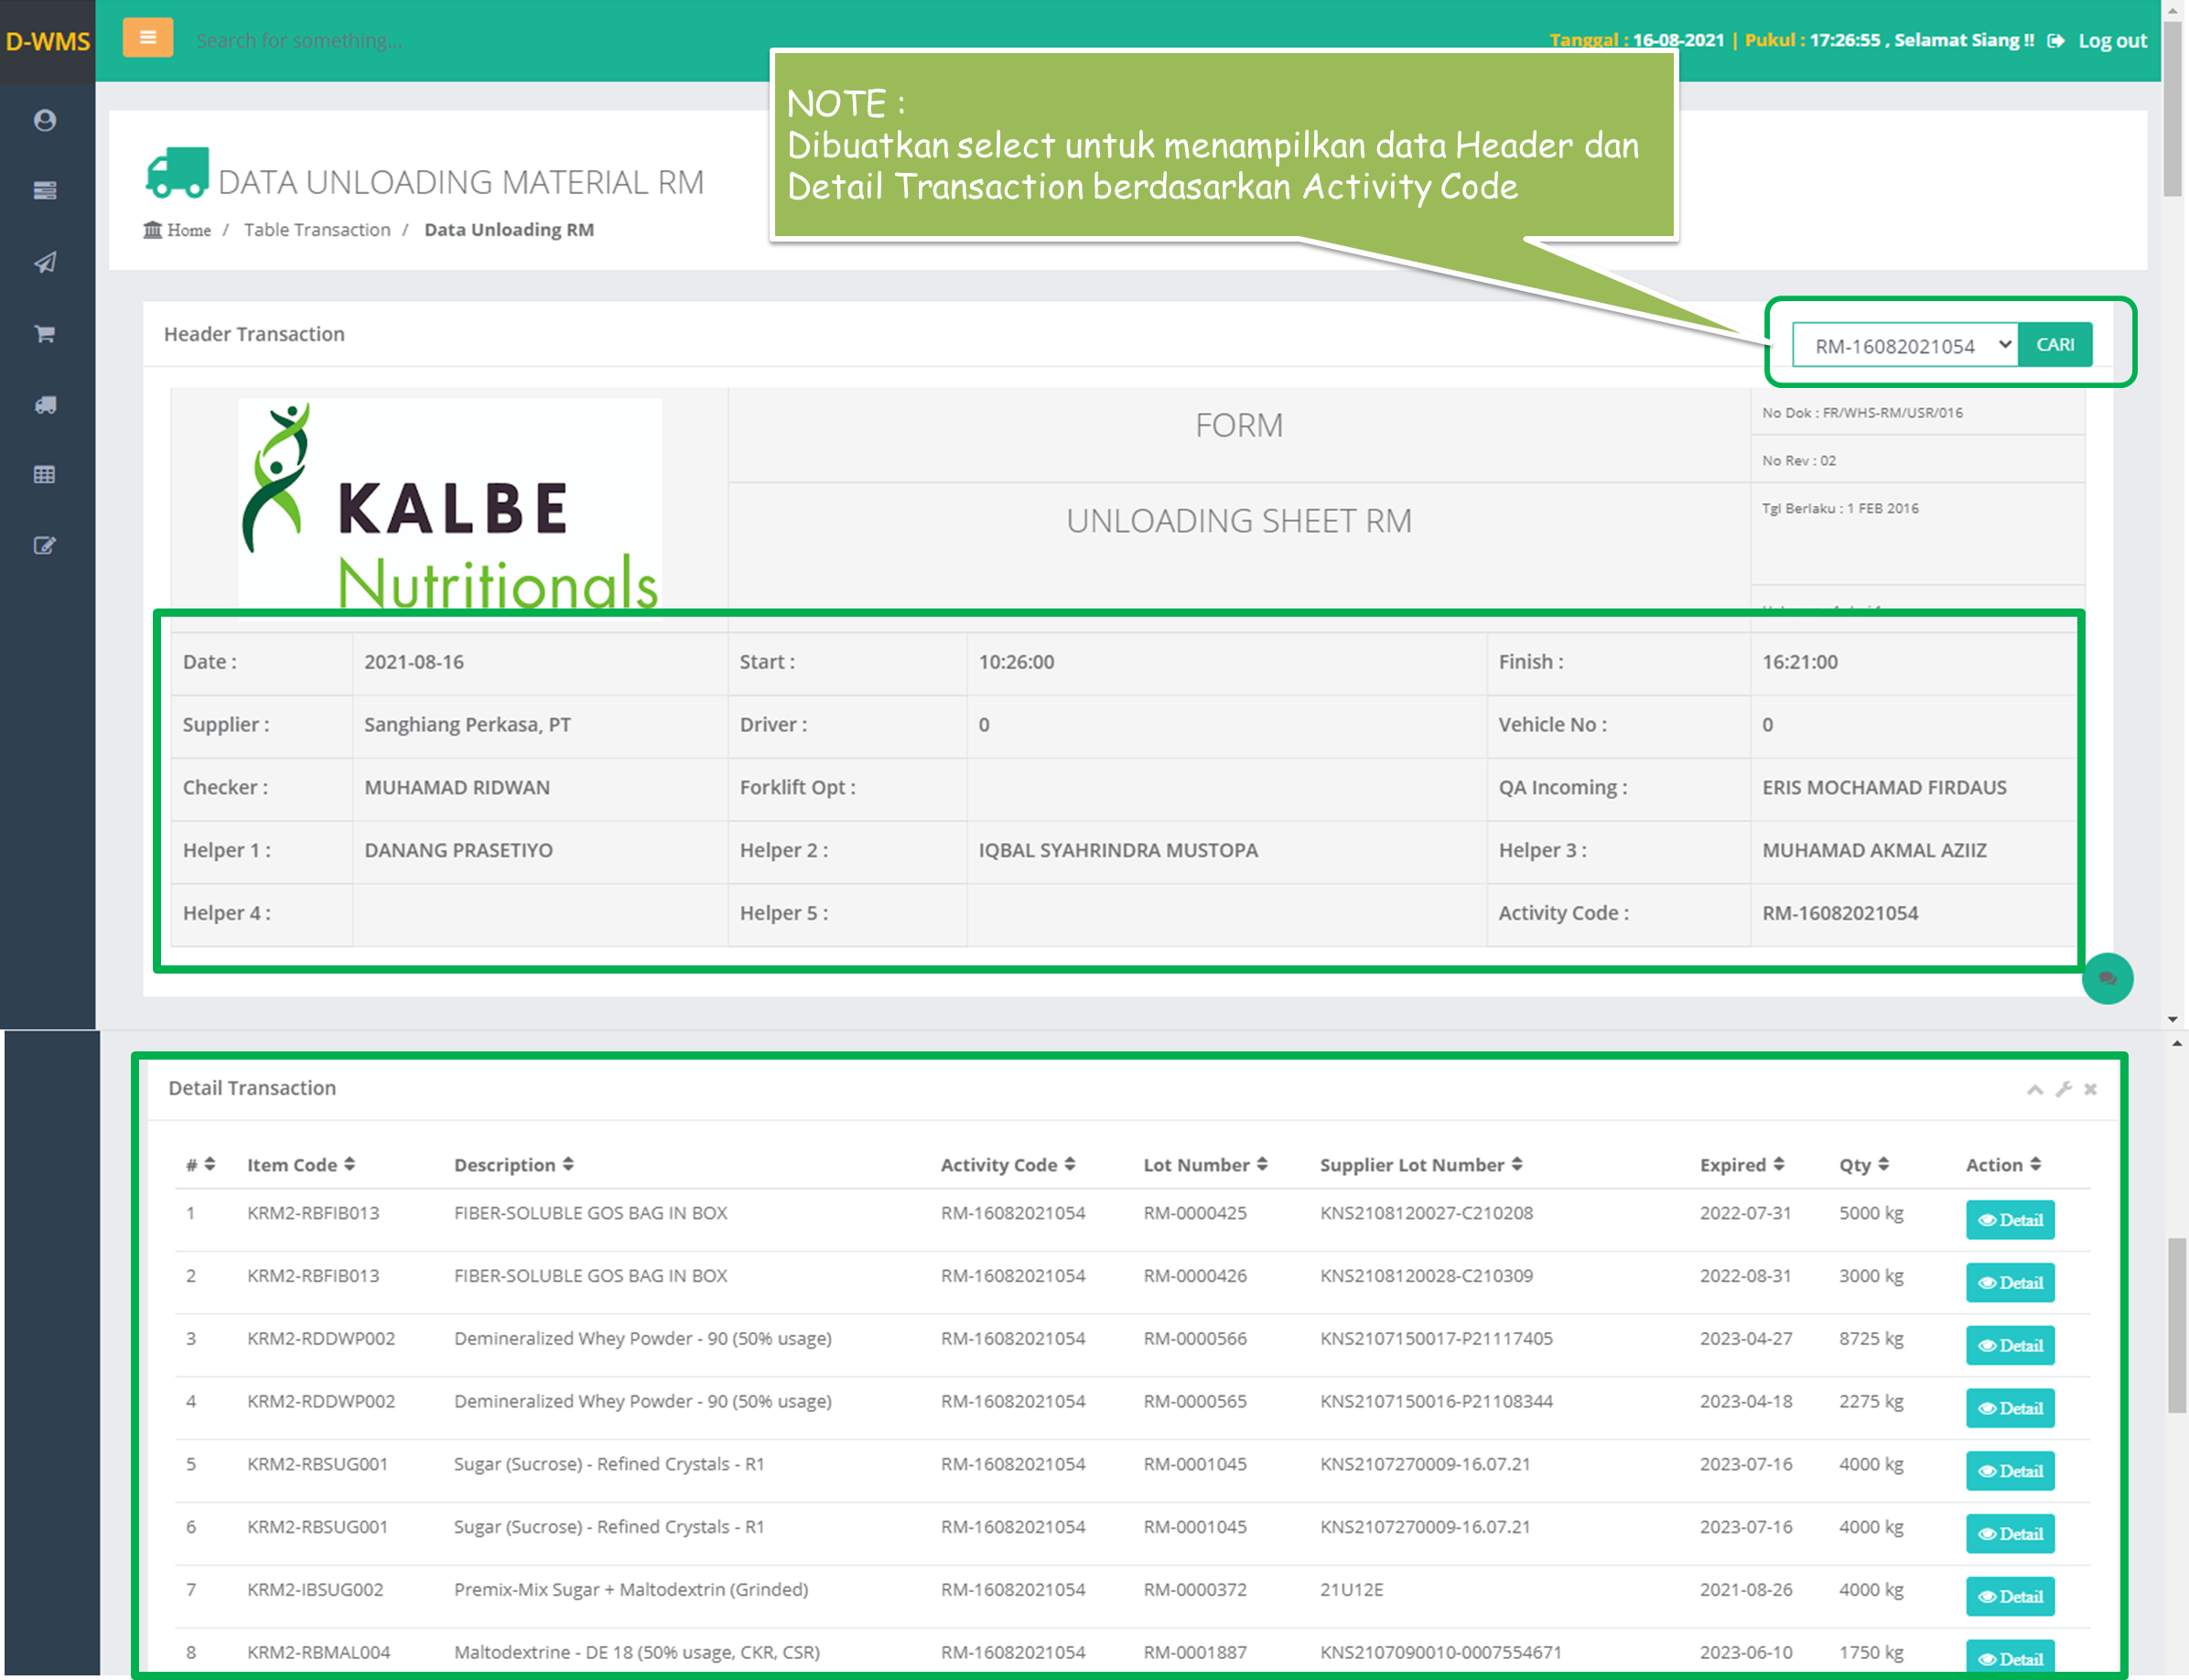 D-WMS
Search for something...
Tanggal : 16-08-2021 | Pukul : 17:26:55 , Selamat Siang !! Log out
NOTE :
Dibuatkan select untuk menampilkan data Header dan
Detail Transaction berdasarkan Activity Code
DATA UNLOADING MATERIAL RM
Home / Table Transaction / Data Unloading RM
Header Transaction
RM-16082021054 CARI
KALBE
Nutritionals
FORM
UNLOADING SHEET RM
No Dok : FR/WHS-RM/USR/016
No Rev : 02
Tgl Berlaku : 1 FEB 2016
Date : 2021-08-16 Start : 10:26:00 Finish : 16:21:00
Supplier : Sanghiang Perkasa, PT Driver : 0 Vehicle No : 0
Checker : MUHAMAD RIDWAN Forklift Opt : QA Incoming : ERIS MOCHAMAD FIRDAUS
Helper 1 : DANANG PRASETIYO Helper 2 : IQBAL SYAHRINDRA MUSTOPA Helper 3 : MUHAMAD AKMAL AZIIZ
Helper 4 : Helper 5 : Activity Code : RM-16082021054
Detail Transaction
# Item Code Description Activity Code Lot Number Supplier Lot Number Expired Qty Action
1 KRM2-RBFIB013 FIBER-SOLUBLE GOS BAG IN BOX RM-16082021054 RM-0000425 KNS2108120027-C210208 2022-07-31 5000 kg Detail
2 KRM2-RBFIB013 FIBER-SOLUBLE GOS BAG IN BOX RM-16082021054 RM-0000426 KNS2108120028-C210309 2022-08-31 3000 kg Detail
3 KRM2-RDDWP002 Demineralized Whey Powder - 90 (50% usage) RM-16082021054 RM-0000566 KNS2107150017-P21117405 2023-04-27 8725 kg Detail
4 KRM2-RDDWP002 Demineralized Whey Powder - 90 (50% usage) RM-16082021054 RM-0000565 KNS2107150016-P21108344 2023-04-18 2275 kg Detail
5 KRM2-RBSUG001 Sugar (Sucrose) - Refined Crystals - R1 RM-16082021054 RM-0001045 KNS2107270009-16.07.21 2023-07-16 4000 kg Detail
6 KRM2-RBSUG001 Sugar (Sucrose) - Refined Crystals - R1 RM-16082021054 RM-0001045 KNS2107270009-16.07.21 2023-07-16 4000 kg Detail
7 KRM2-IBSUG002 Premix-Mix Sugar + Maltodextrin (Grinded) RM-16082021054 RM-0000372 21U12E 2021-08-26 4000 kg Detail
8 KRM2-RBMAL004 Maltodextrine - DE 18 (50% usage, CKR, CSR) RM-16082021054 RM-0001887 KNS2107090010-0007554671 2023-06-10 1750 kg Detail